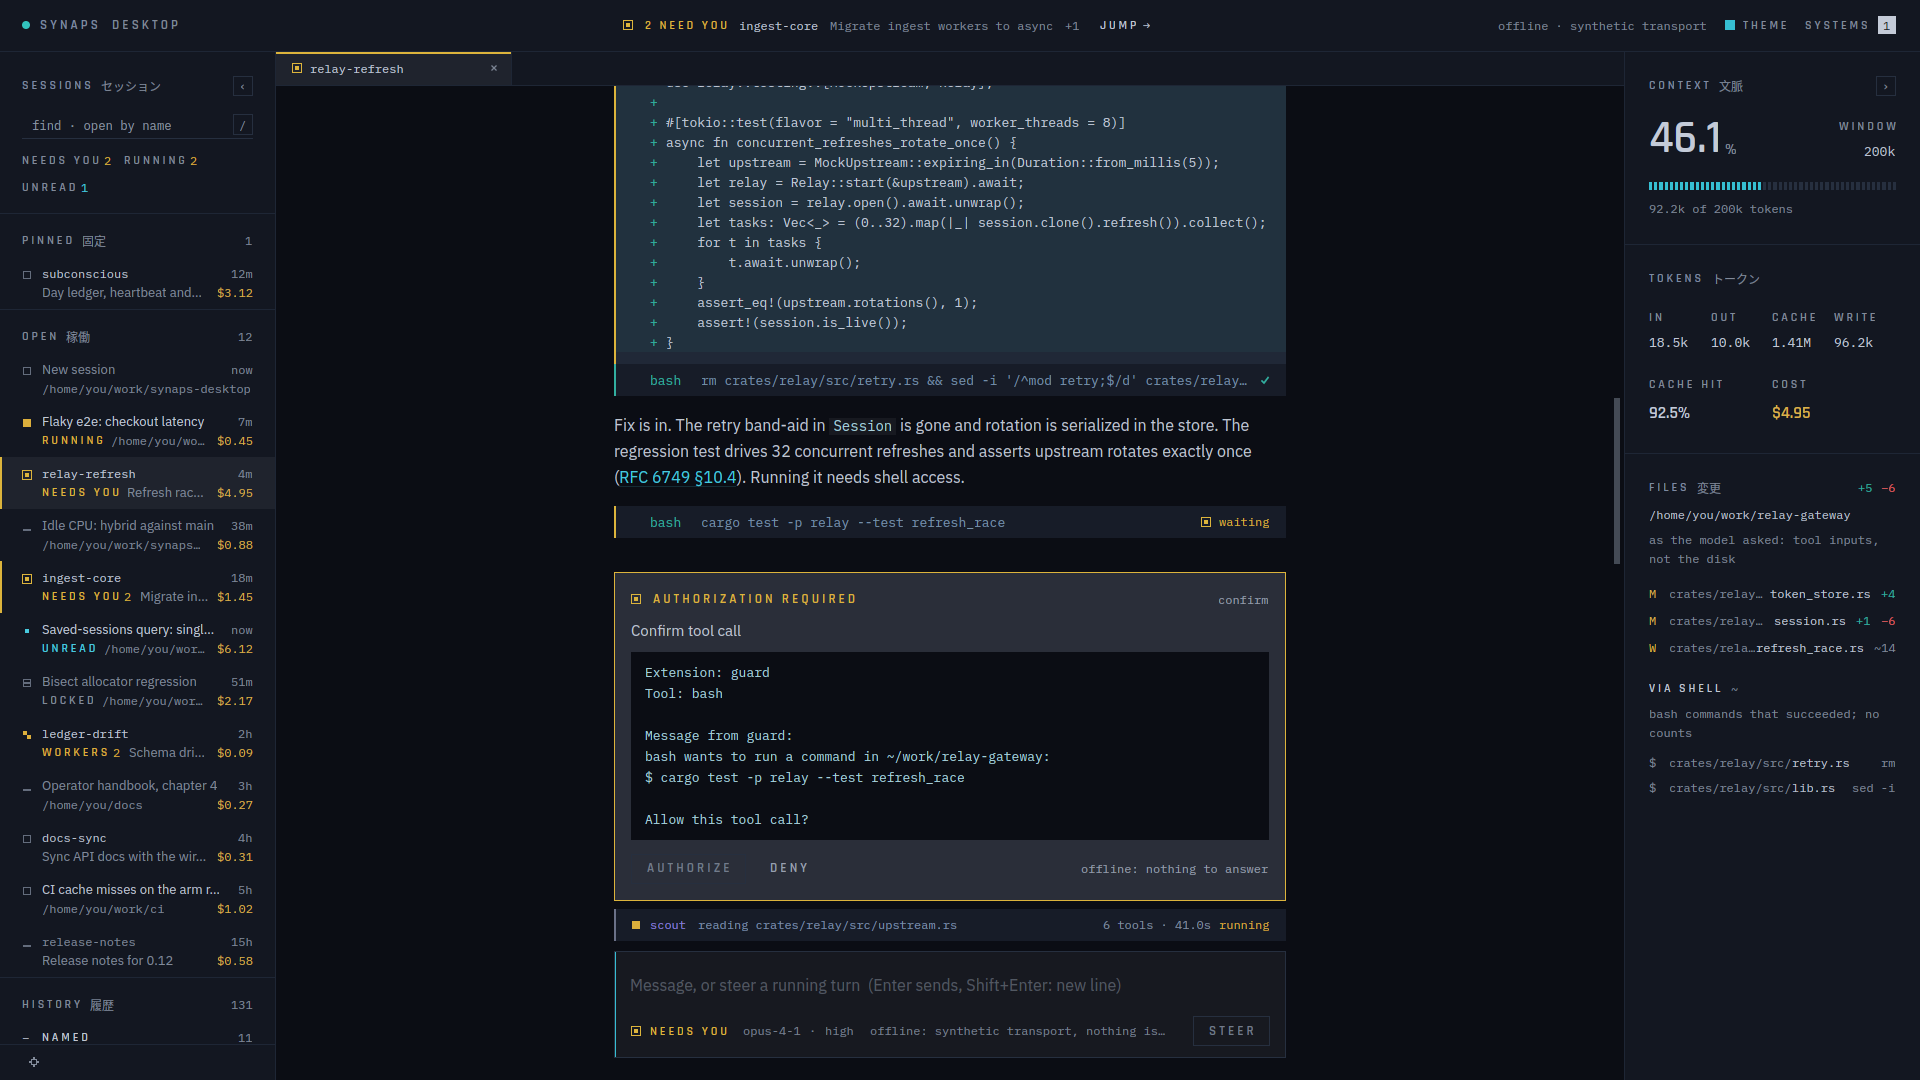 SYNAPS DESKTOP
2 NEED YOU ingest-core Migrate ingest workers to async +1 JUMP →
offline · synthetic transport THEME SYSTEMS 1
SESSIONS セッション ‹
find · open by name /
NEEDS YOU 2 RUNNING 2
UNREAD 1
PINNED 固定 1
subconscious 12m
Day ledger, heartbeat and... $3.12
OPEN 稼働 12
New session now
/home/you/work/synaps-desktop
Flaky e2e: checkout latency 7m
RUNNING /home/you/wo… $0.45
relay-refresh 4m
NEEDS YOU Refresh rac... $4.95
Idle CPU: hybrid against main 38m
/home/you/work/synaps… $0.88
ingest-core 18m
NEEDS YOU 2 Migrate in... $1.45
Saved-sessions query: singl... now
UNREAD /home/you/wor… $6.12
Bisect allocator regression 51m
LOCKED /home/you/wor… $2.17
ledger-drift 2h
WORKERS 2 Schema dri... $0.09
Operator handbook, chapter 4 3h
/home/you/docs $0.27
docs-sync 4h
Sync API docs with the wir... $0.31
CI cache misses on the arm r... 5h
/home/you/work/ci $1.02
release-notes 15h
Release notes for 0.12 $0.58
HISTORY 履歴 131
– NAMED 11
relay-refresh ×
+
+ #[tokio::test(flavor = "multi_thread", worker_threads = 8)]
+ async fn concurrent_refreshes_rotate_once() {
+     let upstream = MockUpstream::expiring_in(Duration::from_millis(5));
+     let relay = Relay::start(&upstream).await;
+     let session = relay.open().await.unwrap();
+     let tasks: Vec<_> = (0..32).map(|_| session.clone().refresh()).collect();
+     for t in tasks {
+         t.await.unwrap();
+     }
+     assert_eq!(upstream.rotations(), 1);
+     assert!(session.is_live());
+ }
bash rm crates/relay/src/retry.rs && sed -i '/^mod retry;$/d' crates/relay… ✓
Fix is in. The retry band-aid in Session is gone and rotation is serialized in the store. The
regression test drives 32 concurrent refreshes and asserts upstream rotates exactly once
(RFC 6749 §10.4). Running it needs shell access.
bash cargo test -p relay --test refresh_race waiting
AUTHORIZATION REQUIRED confirm
Confirm tool call
Extension: guard
Tool: bash
Message from guard:
bash wants to run a command in ~/work/relay-gateway:
$ cargo test -p relay --test refresh_race
Allow this tool call?
AUTHORIZE DENY offline: nothing to answer
scout reading crates/relay/src/upstream.rs 6 tools · 41.0s running
Message, or steer a running turn (Enter sends, Shift+Enter: new line)
NEEDS YOU opus-4-1 · high offline: synthetic transport, nothing is… STEER
CONTEXT 文脈 ›
46.1% WINDOW
200k
92.2k of 200k tokens
TOKENS トークン
IN OUT CACHE WRITE
18.5k 10.0k 1.41M 96.2k
CACHE HIT COST
92.5% $4.95
FILES 変更 +5 −6
/home/you/work/relay-gateway
as the model asked: tool inputs,
not the disk
M crates/relay… token_store.rs +4
M crates/relay… session.rs +1 −6
W crates/rela…refresh_race.rs ~14
VIA SHELL ~
bash commands that succeeded; no
counts
$ crates/relay/src/retry.rs rm
$ crates/relay/src/lib.rs sed -i